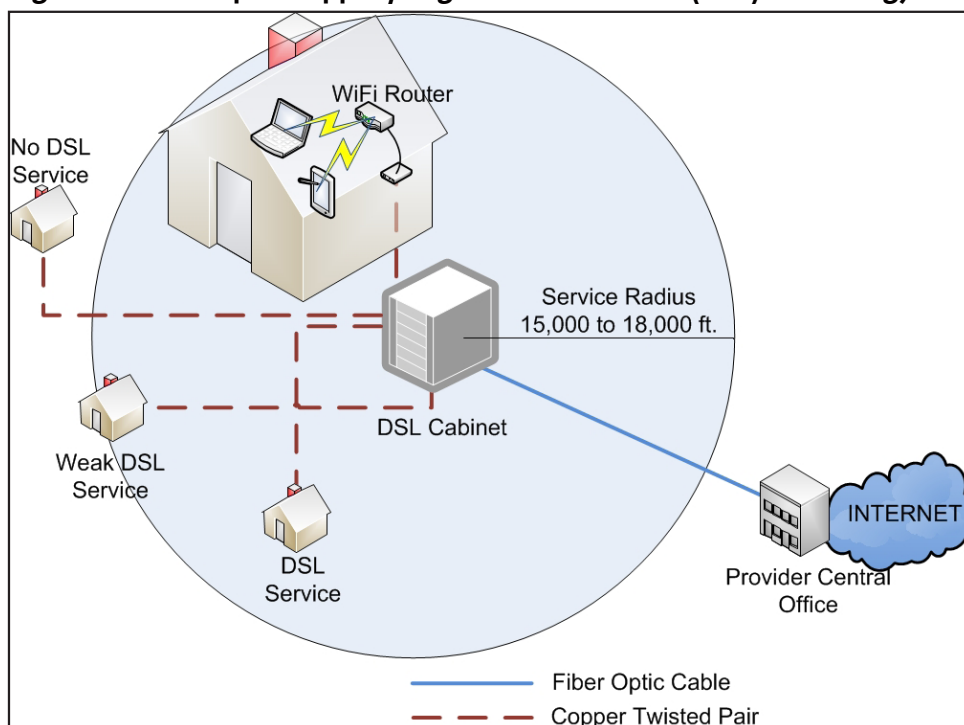 WiFi Router
No DSL
Service
Service Radius
15,000 to 18,000 ft.
DSL Cabinet
Weak DSL
Service
DSL
Service
INTERNET
Provider Central
Office
Fiber Optic Cable
Copper Twisted Pair